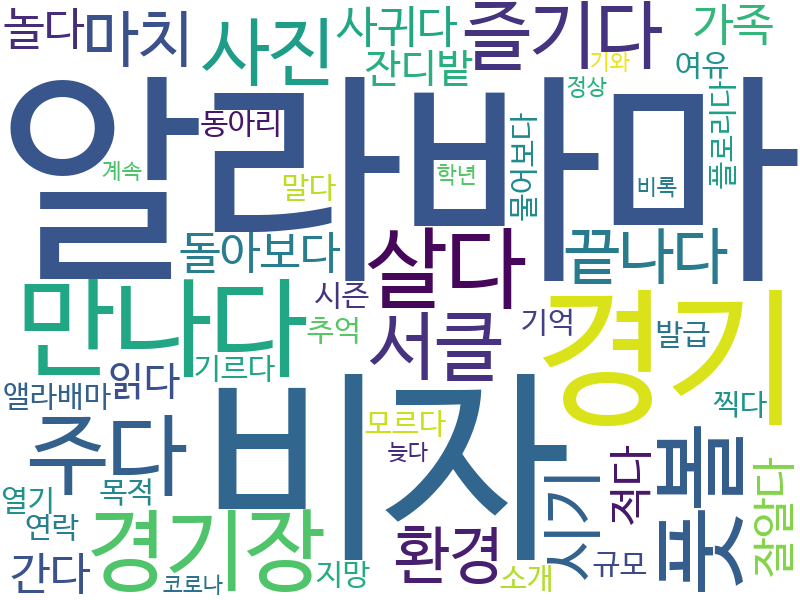 놀다
마치
사진
사귀다
즐기다
가족
잔디밭
기와
여유
정상
알라바마
동아리
물어보다
플로리다
계속
말다
학년
비록
돌아보다
살다
끝나다
만나다
시즌
경기
추억
서클
기억
발급
기르다
읽다
앨라배마
찍다
비자
주다
모르다
풋볼
늦다
적다
시기
잘알다
열기
목적
경기장
연락
환경
간다
코로나
지망
소개
규모